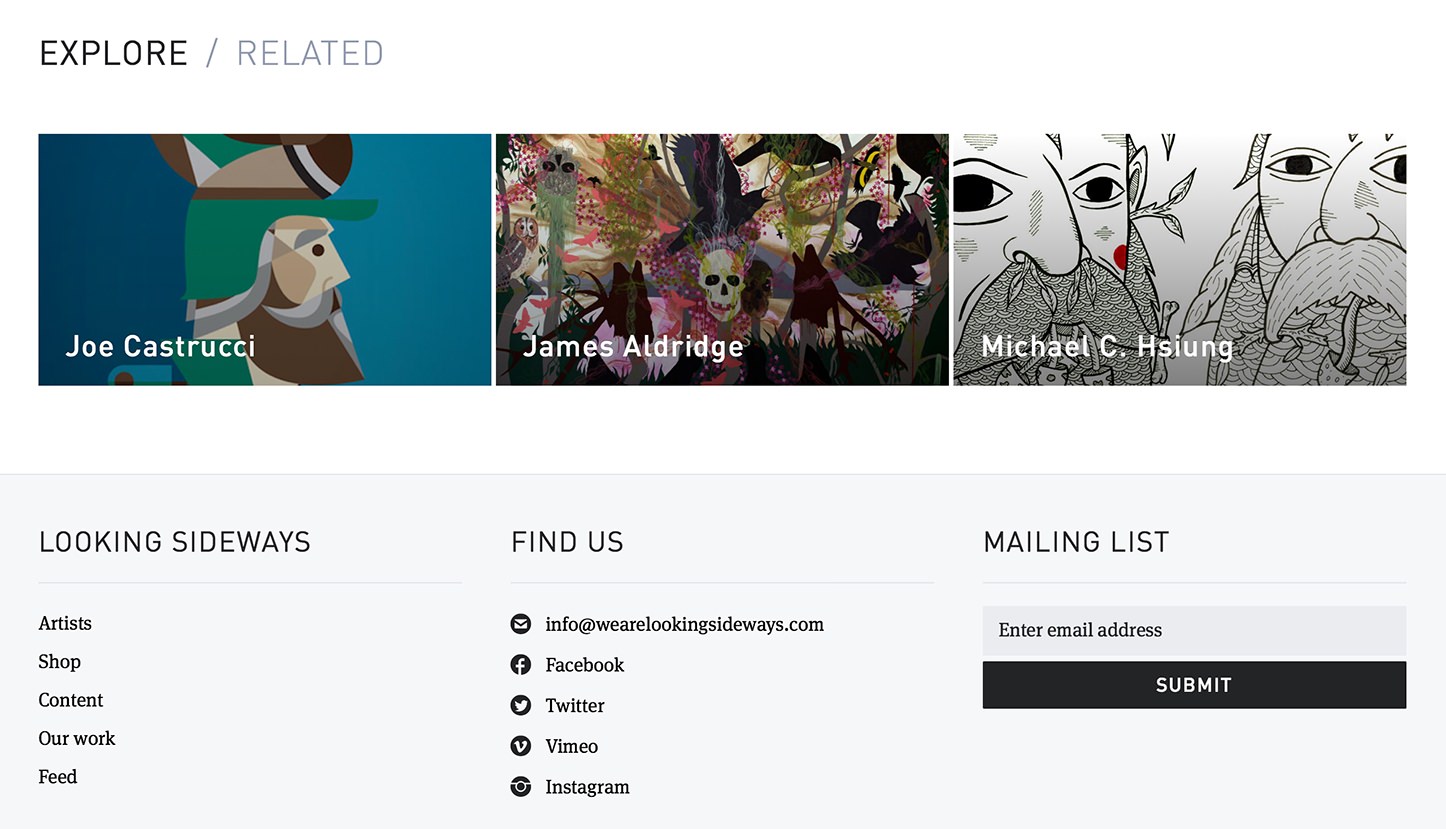 EXPLORE / RELATED
Joe Castrucci
James Aldridge
Michael C. Hsiung
LOOKING SIDEWAYS
Artists
Shop
Content
Our work
Feed
FIND US
info@wearelookingsideways.com
Facebook
Twitter
Vimeo
Instagram
MAILING LIST
Enter email address
SUBMIT